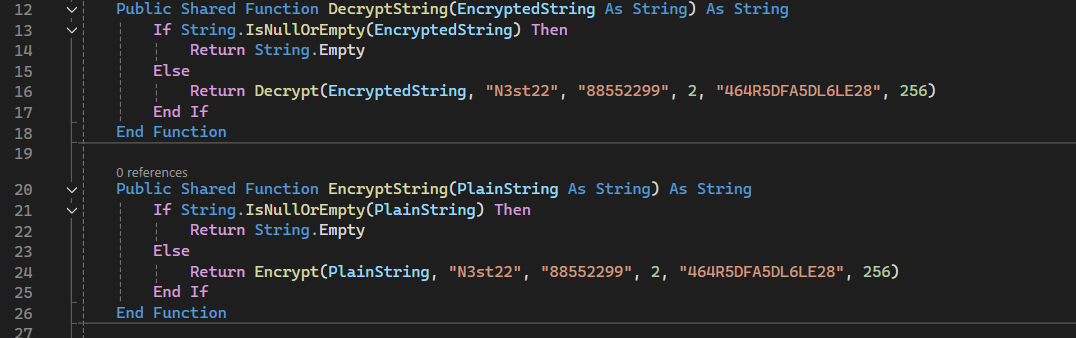 12 Public Shared Function DecryptString(EncryptedString As String) As String
13 If String.IsNullOrEmpty(EncryptedString) Then
14 Return String.Empty
15 Else
16 Return Decrypt(EncryptedString, "N3st22", "88552299", 2, "464R5DFA5DL6LE28", 256)
17 End If
18 End Function
19
0 references
20 Public Shared Function EncryptString(PlainString As String) As String
21 If String.IsNullOrEmpty(PlainString) Then
22 Return String.Empty
23 Else
24 Return Encrypt(PlainString, "N3st22", "88552299", 2, "464R5DFA5DL6LE28", 256)
25 End If
26 End Function
27